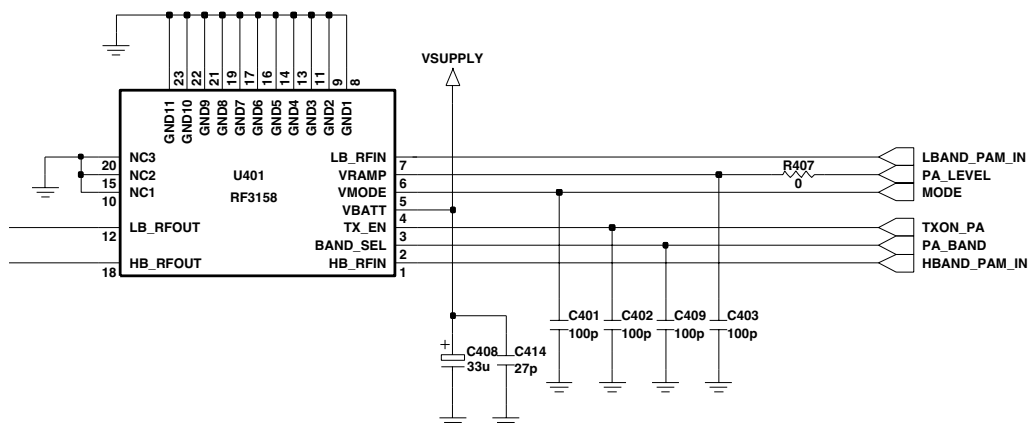 VSUPPLY
23
22
21
19
17
16
14
13
11
9
8
GND11
GND10
GND9
GND8
GND7
GND6
GND5
GND4
GND3
GND2
GND1
NC3
20
NC2
15
NC1
10
LB_RFOUT
12
HB_RFOUT
18
U401
RF3158
LB_RFIN
7
VRAMP
6
VMODE
5
VBATT
4
TX_EN
3
BAND_SEL
2
HB_RFIN
1
R407
0
LBAND_PAM_IN
PA_LEVEL
MODE
TXON_PA
PA_BAND
HBAND_PAM_IN
C401
100p
C402
100p
C409
100p
C403
100p
+
C408
33u
C414
27p